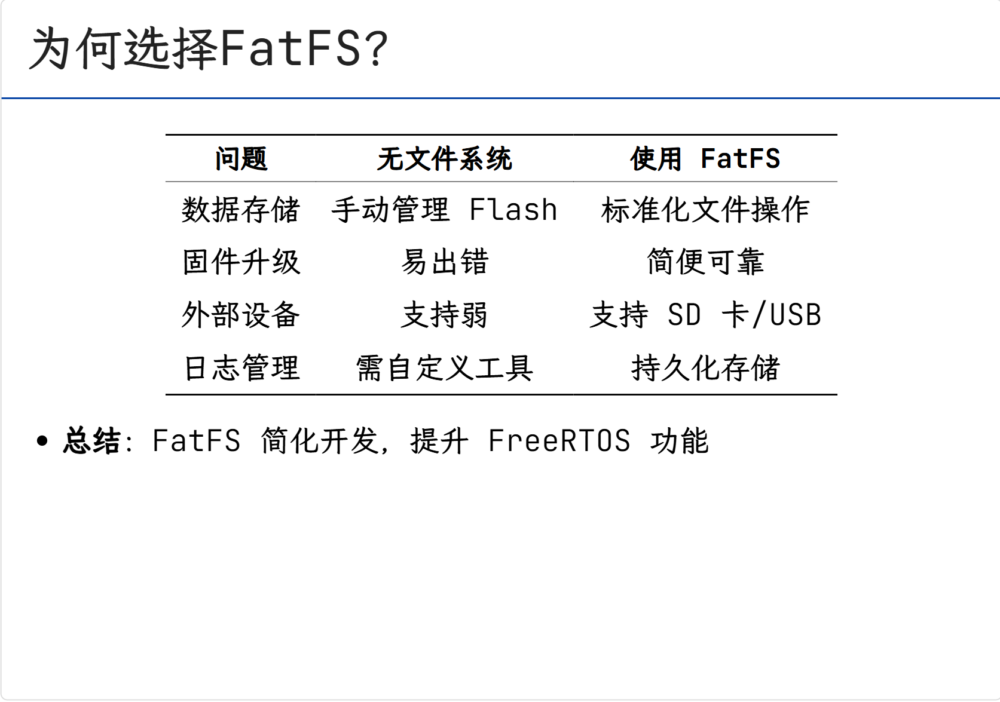 为何选择FatFS?
问题 无文件系统 使用 FatFS
数据存储 手动管理 Flash 标准化文件操作
固件升级 易出错 简便可靠
外部设备 支持弱 支持 SD 卡/USB
日志管理 需自定义工具 持久化存储
• 总结: FatFS 简化开发, 提升 FreeRTOS 功能